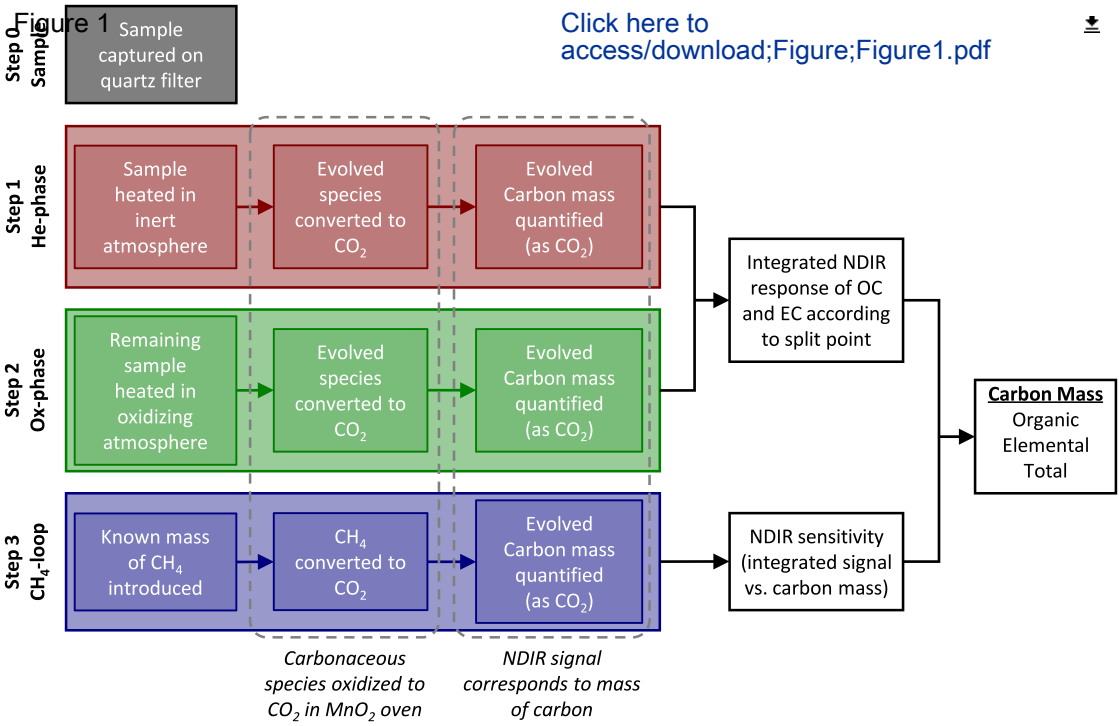 Figure 1
Click here to
access/download;Figure;Figure1.pdf
Step 0
Sample
Sample
captured on
quartz filter
Step 1
He-phase
Sample
heated in
inert
atmosphere
Evolved
species
converted to
CO₂
Evolved
Carbon mass
quantified
(as CO₂)
Integrated NDIR
response of OC
and EC according
to split point
Step 2
Ox-phase
Remaining
sample
heated in
oxidizing
atmosphere
Evolved
species
converted to
CO₂
Evolved
Carbon mass
quantified
(as CO₂)
Carbon Mass
Organic
Elemental
Total
Step 3
CH₄-loop
Known mass
of CH₄
introduced
CH₄
converted to
CO₂
Evolved
Carbon mass
quantified
(as CO₂)
NDIR sensitivity
(integrated signal
vs. carbon mass)
Carbonaceous
species oxidized to
CO₂ in MnO₂ oven
NDIR signal
corresponds to mass
of carbon